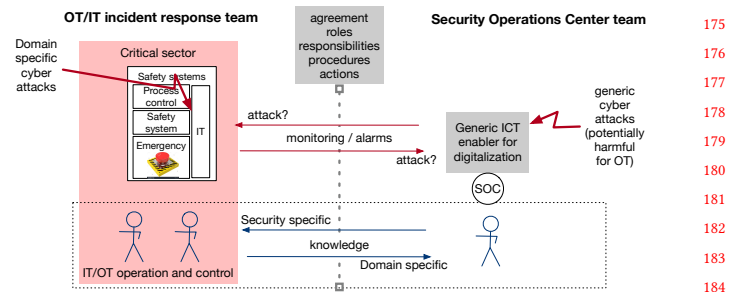 OT/IT incident response team
agreement
roles
responsibilities
procedures
actions
Security Operations Center team
Domain
specific
cyber
attacks
Critical sector
Safety systems
Process
control
Safety
system
Emergency
IT
attack?
monitoring / alarms
attack?
Generic ICT
enabler for
digitalization
generic
cyber
attacks
(potentially
harmful
for OT)
SOC
Security specific
knowledge
Domain specific
IT/OT operation and control
175
176
177
178
179
180
181
182
183
184